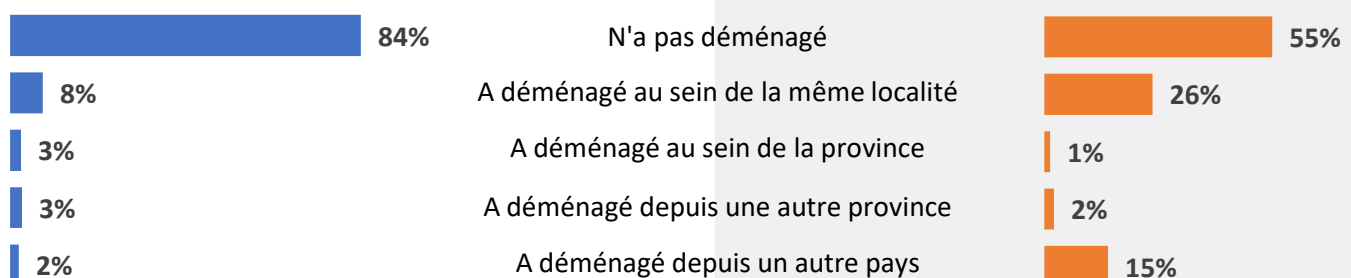 84% N'a pas déménagé 55%
8% A déménagé au sein de la même localité 26%
3% A déménagé au sein de la province 1%
3% A déménagé depuis une autre province 2%
2% A déménagé depuis un autre pays 15%